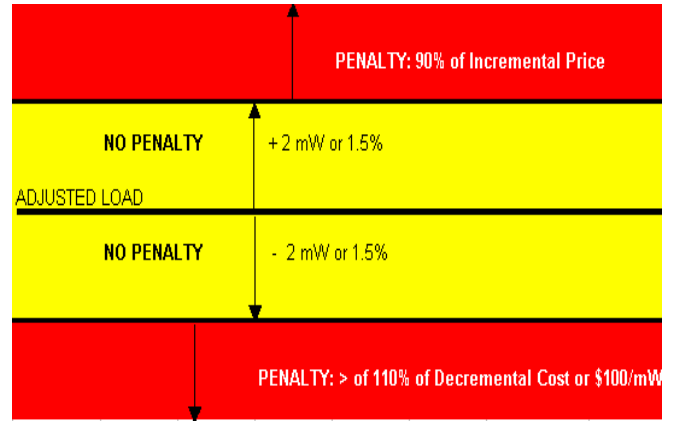 PENALTY: 90% of Incremental Price
NO PENALTY
+ 2 mW or 1.5%
ADJUSTED LOAD
NO PENALTY
- 2 mW or 1.5%
PENALTY: > of 110% of Decremental Cost or $100/mW